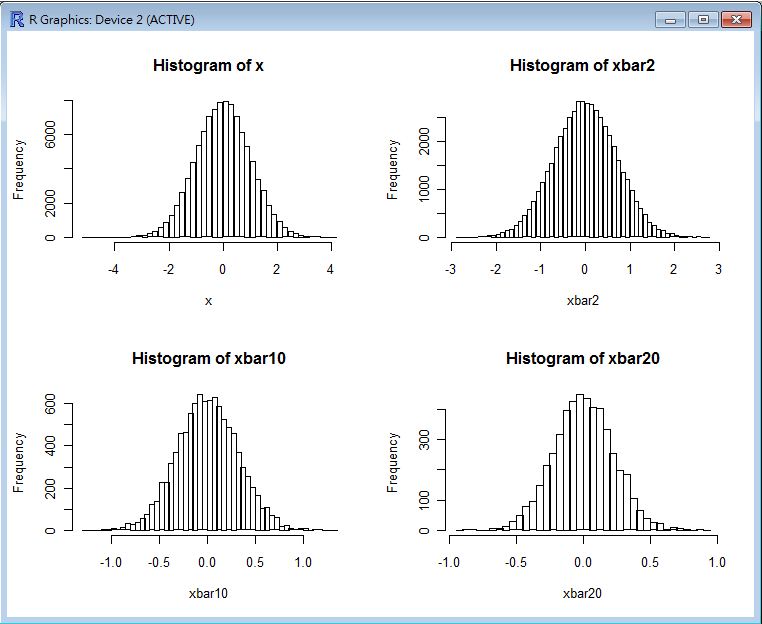 R Graphics: Device 2 (ACTIVE)
Histogram of x
Frequency
2000
6000
-4 -2 0 2 4
x
Histogram of xbar2
Frequency
0
1000
2000
-3 -2 -1 0 1 2 3
xbar2
Histogram of xbar10
Frequency
0
200
400
600
-1.0 -0.5 0.0 0.5 1.0
xbar10
Histogram of xbar20
Frequency
0
100
300
-1.0 -0.5 0.0 0.5 1.0
xbar20